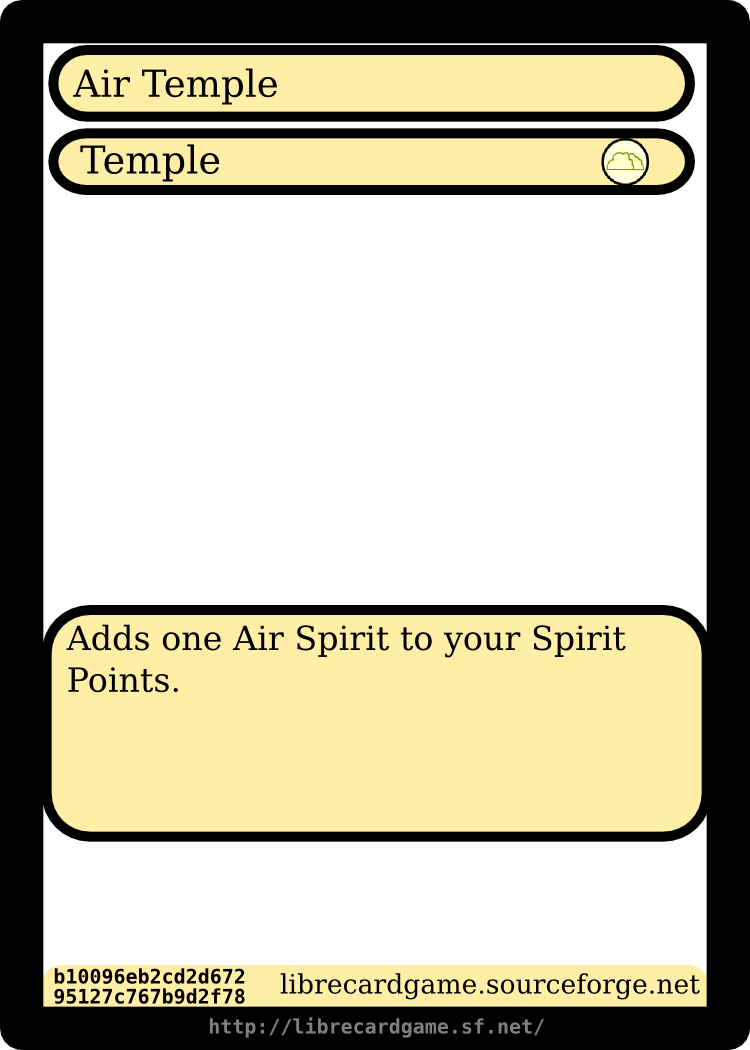 Air Temple
Temple
Adds one Air Spirit to your Spirit
Points.
b10096eb2cd2d672
95127c767b9d2f78
librecardgame.sourceforge.net
http://librecardgame.sf.net/